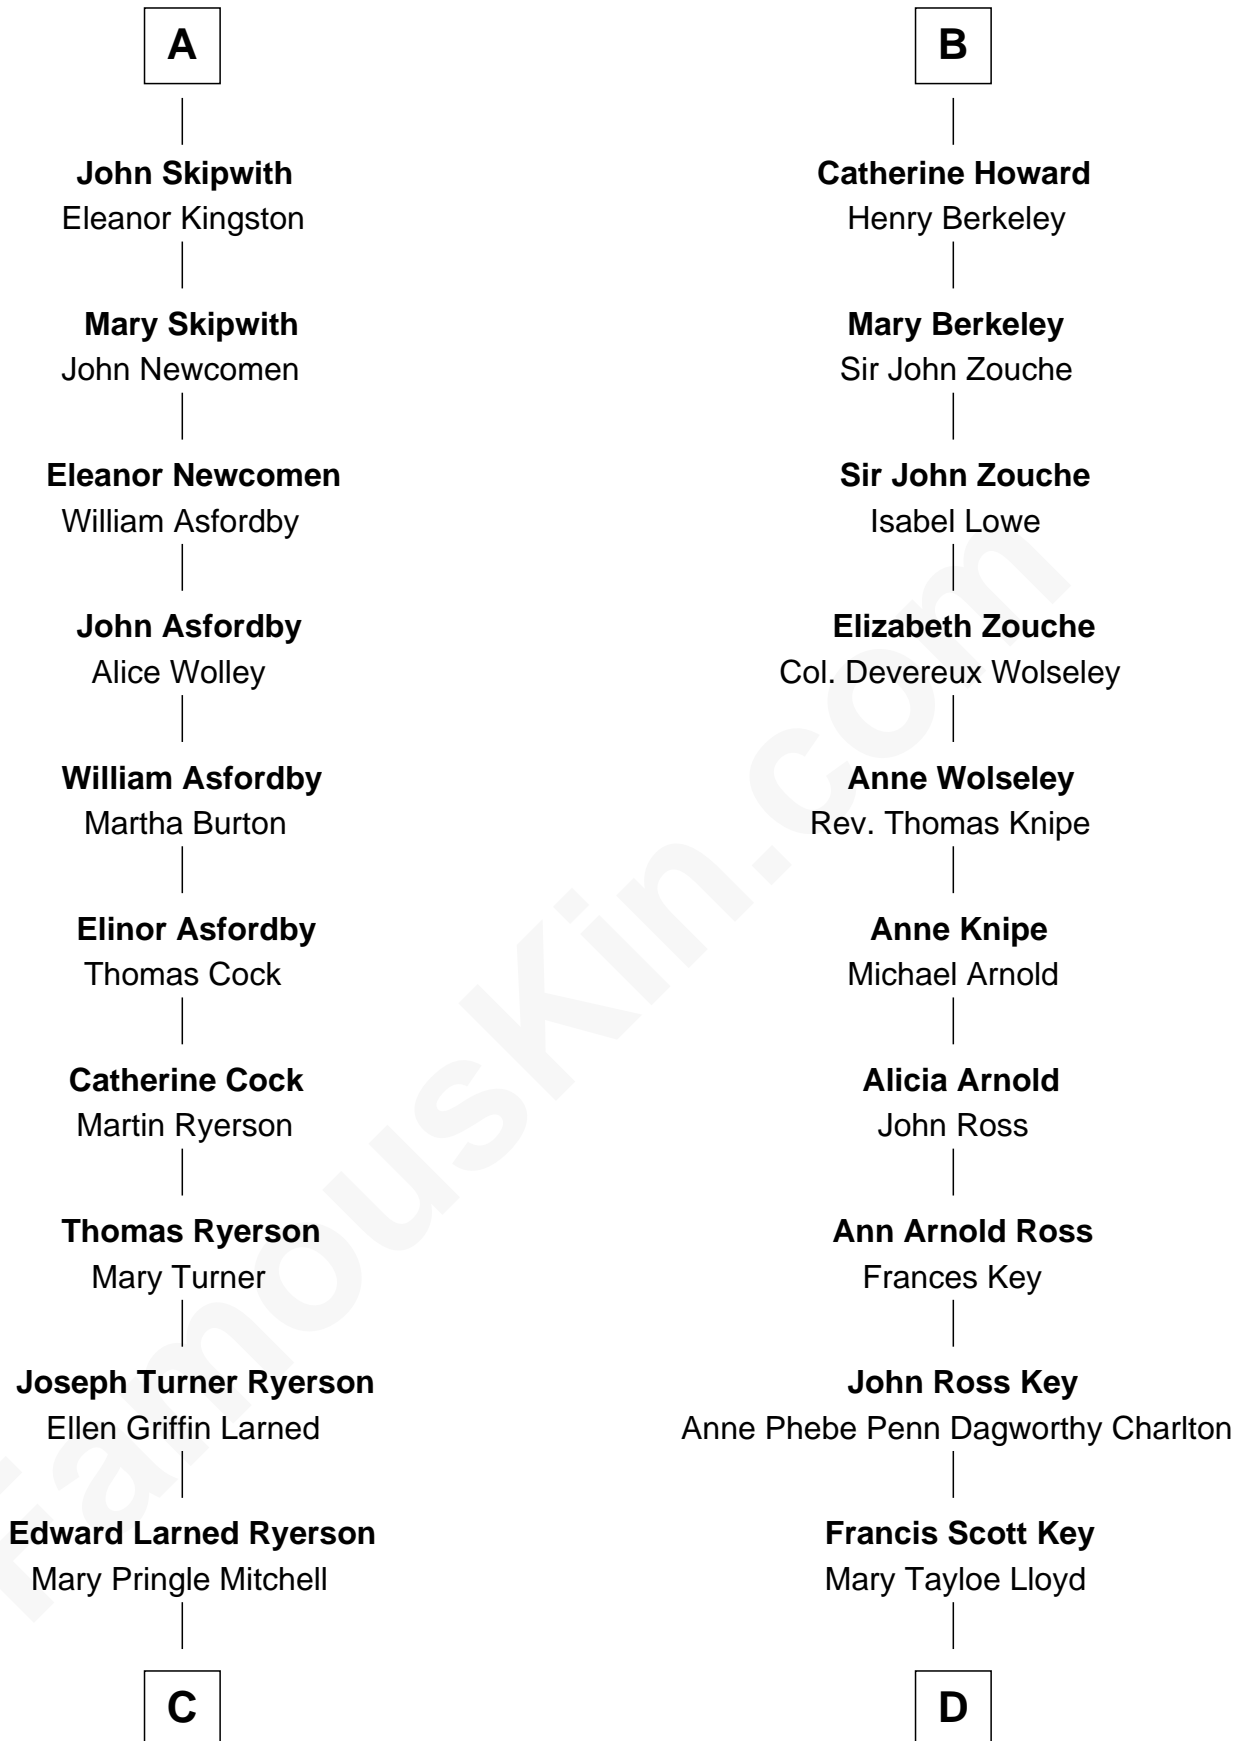 A
John Skipwith
Eleanor Kingston
Mary Skipwith
John Newcomen
Eleanor Newcomen
William Asfordby
John Asfordby
Alice Wolley
William Asfordby
Martha Burton
Elinor Asfordby
Thomas Cock
Catherine Cock
Martin Ryerson
Thomas Ryerson
Mary Turner
Joseph Turner Ryerson
Ellen Griffin Larned
Edward Larned Ryerson
Mary Pringle Mitchell
C
B
Catherine Howard
Henry Berkeley
Mary Berkeley
Sir John Zouche
Sir John Zouche
Isabel Lowe
Elizabeth Zouche
Col. Devereux Wolseley
Anne Wolseley
Rev. Thomas Knipe
Anne Knipe
Michael Arnold
Alicia Arnold
John Ross
Ann Arnold Ross
Frances Key
John Ross Key
Anne Phebe Penn Dagworthy Charlton
Francis Scott Key
Mary Tayloe Lloyd
D
FamousKin.com